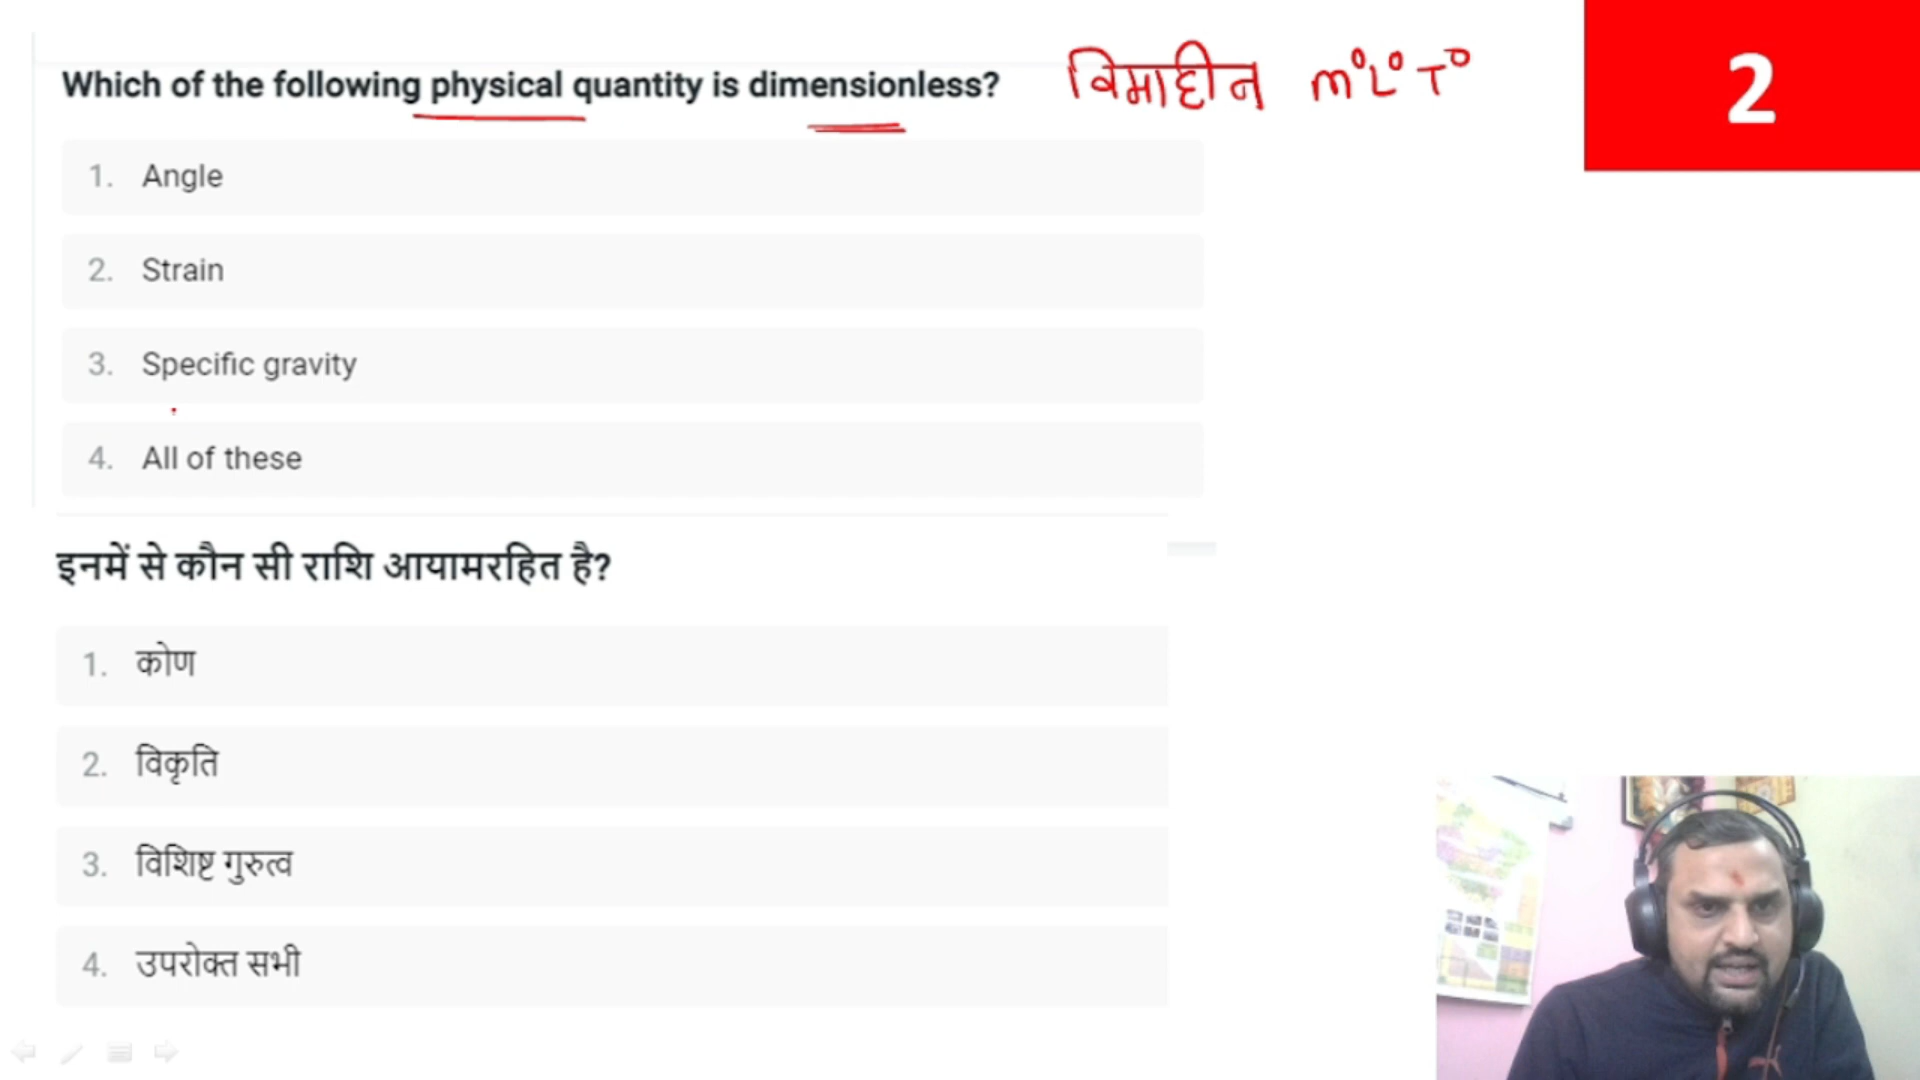 Which of the following physical quantity is dimensionless? विमाहीन m⁰L⁰T⁰
2
1. Angle
2. Strain
3. Specific gravity
4. All of these
इनमें से कौन सी राशि आयामरहित है?
1. कोण
2. विकृति
3. विशिष्ट गुरुत्व
4. उपरोक्त सभी